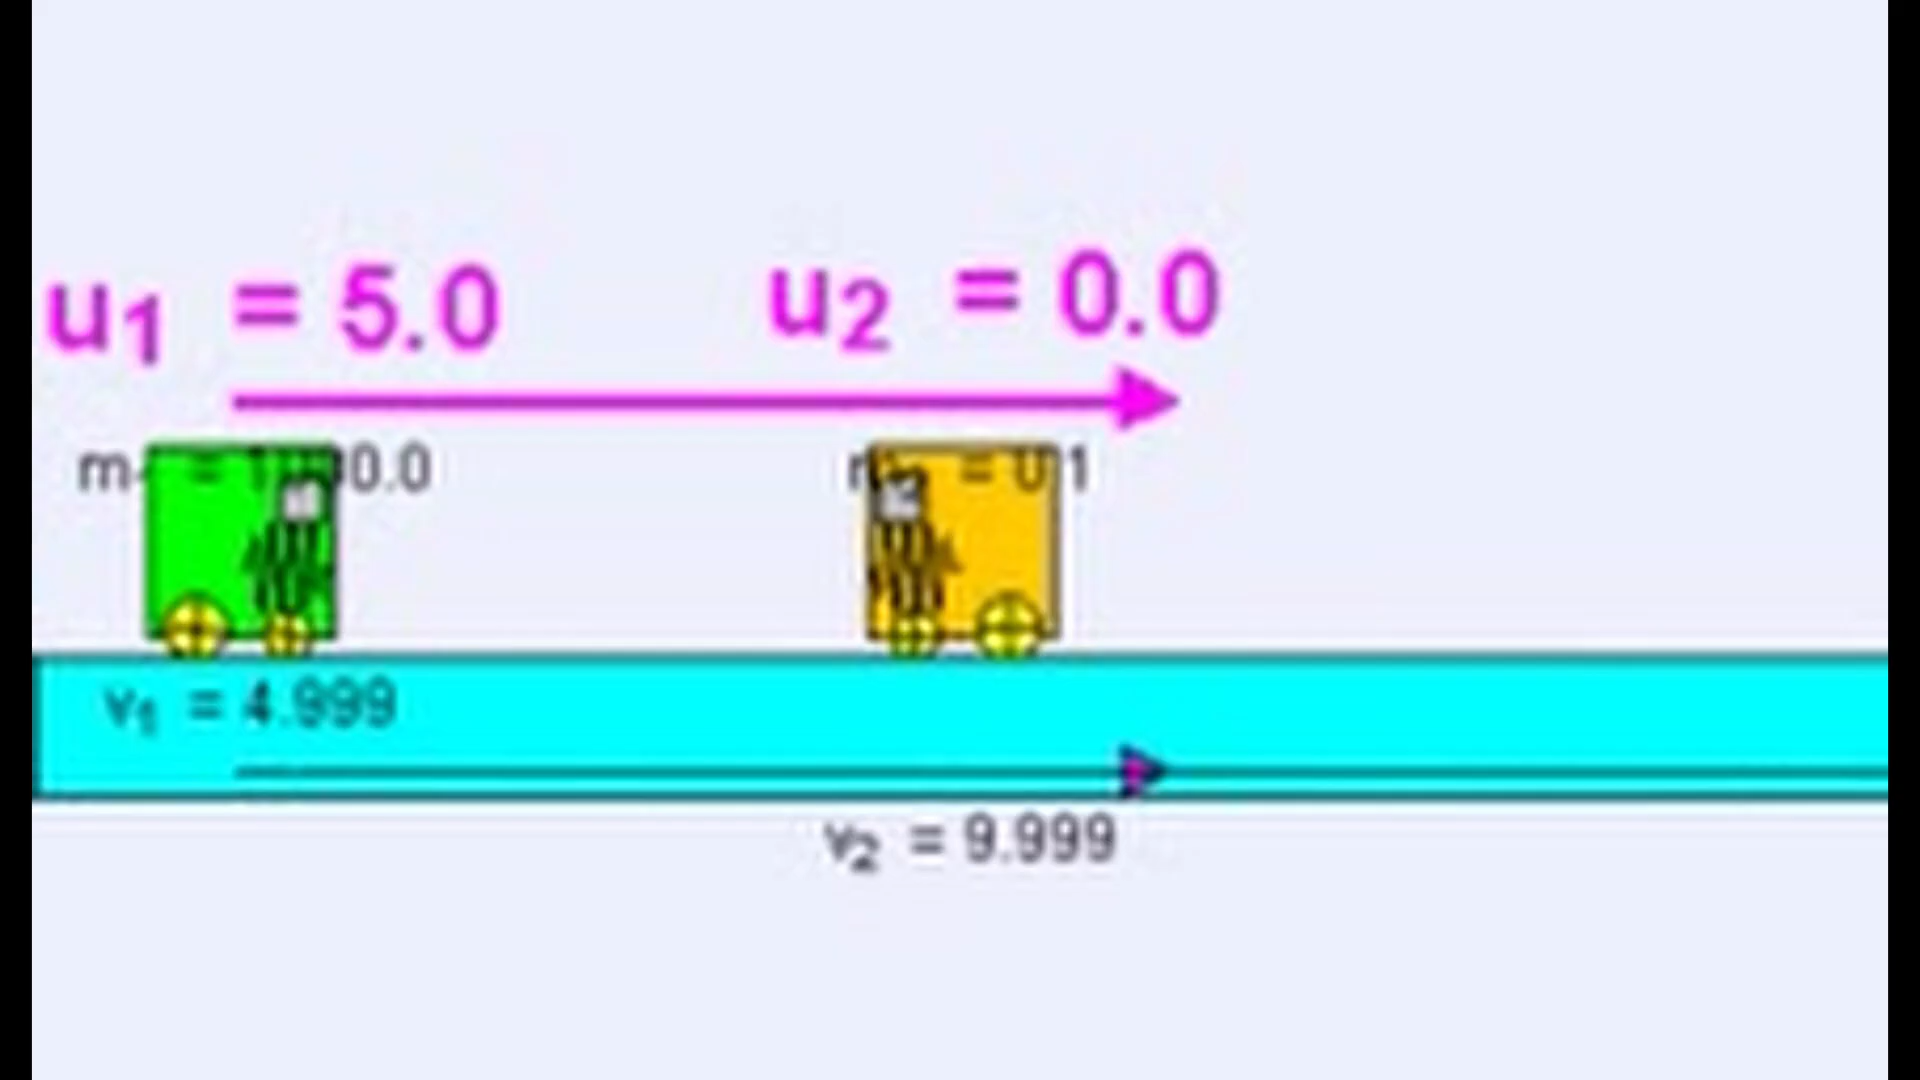 u1 = 5.0
u2 = 0.0
v1 = 4.999
v2 = 9.999